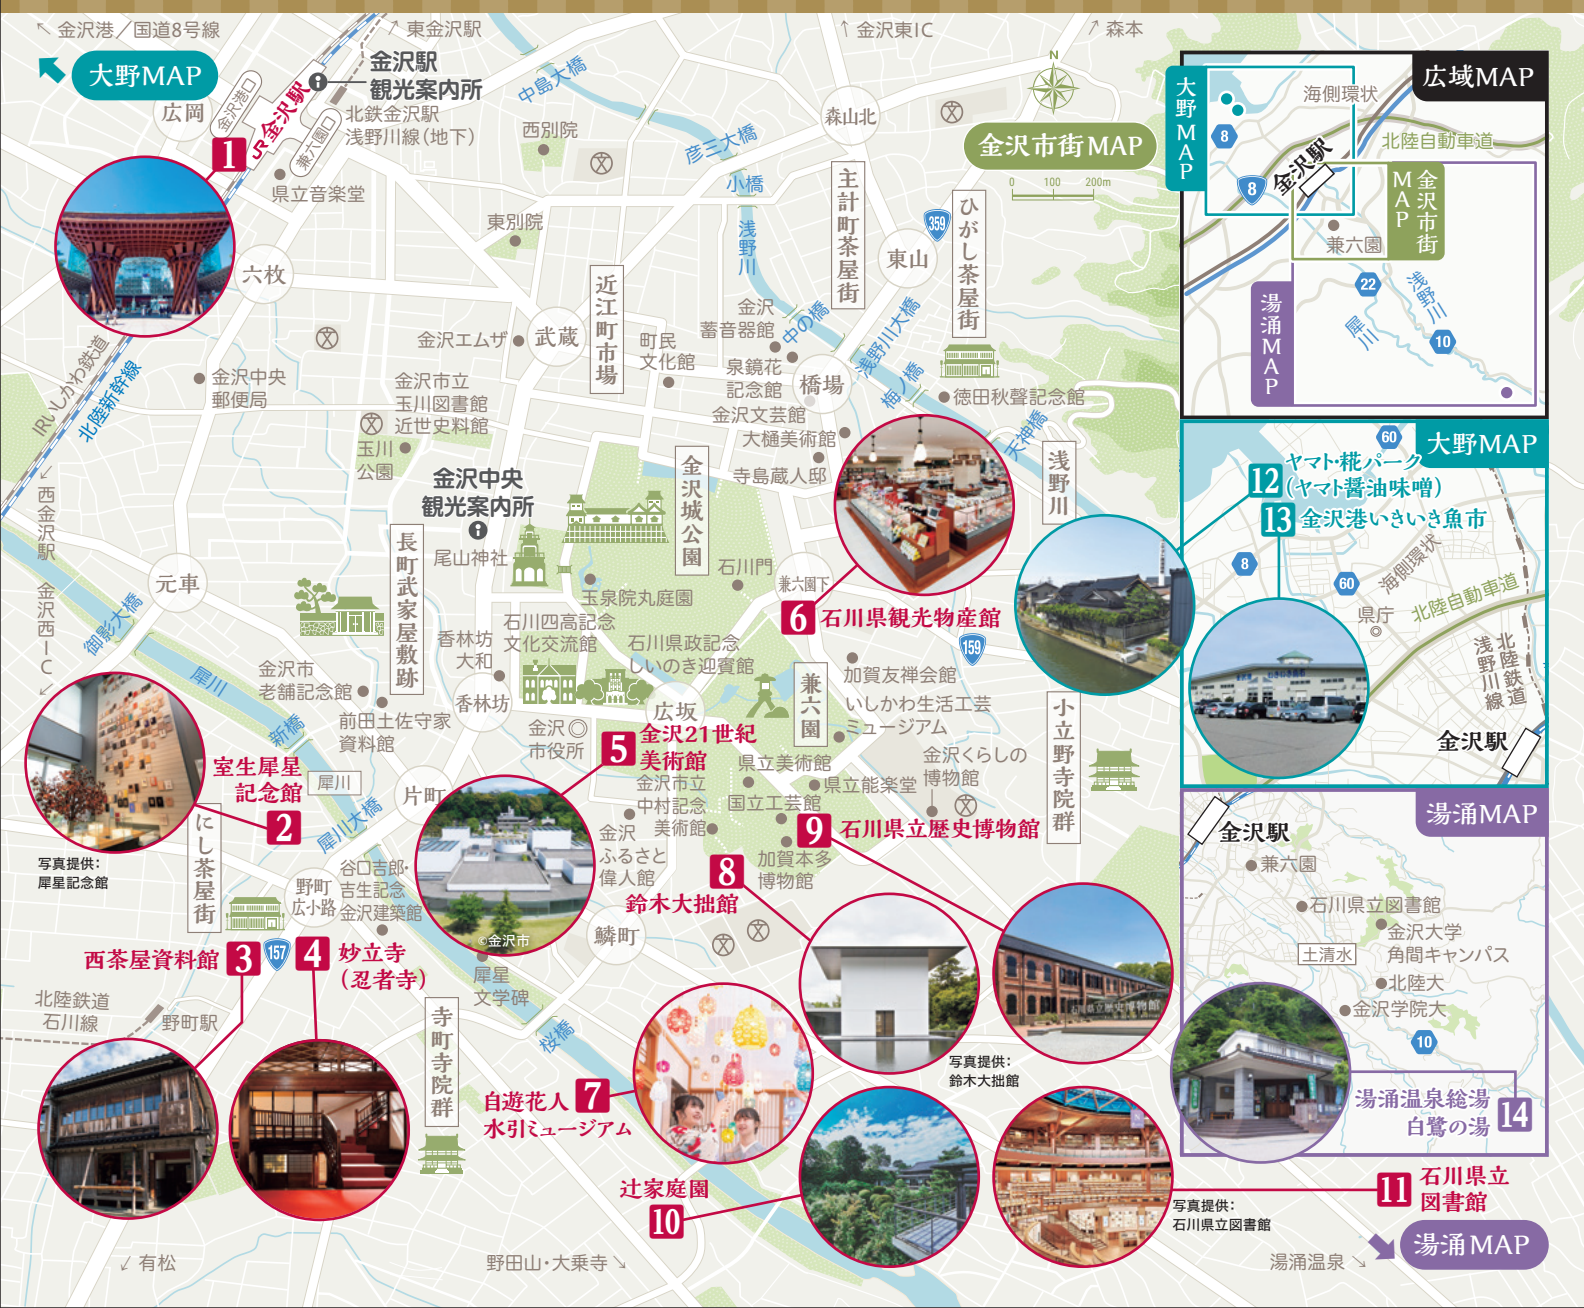 金沢港／国道8号線
東金沢駅
金沢東IC
森本
大野MAP
金沢駅
観光案内所
北鉄金沢駅
浅野川線（地下）
広岡
金沢港口
JR金沢駅
兼六園口
1
県立音楽堂
中島大橋
西別院
彦三大橋
小橋
浅野川
森山北
N
金沢市街MAP
0 100 200m
主計町茶屋街
359
ひがし茶屋街
東山
東別院
六枚
近江町市場
武蔵
金沢エムザ
町民
文化館
金沢
蓄音器館
中の橋
浅野川大橋
泉鏡花
記念館
橋場
梅ノ橋
徳田秋聲記念館
天神橋
金沢文芸館
大樋美術館
寺島蔵人邸
浅野川
IRいしかわ鉄道
北陸新幹線
金沢中央
郵便局
金沢市立
玉川図書館
近世史料館
玉川
公園
金沢中央
観光案内所
尾山神社
金沢城公園
石川門
兼六園下
玉泉院丸庭園
6
石川県観光物産館
159
西金沢駅
金沢西IC
元車
御影大橋
長町武家屋敷跡
香林坊
大和
石川四高記念
文化交流館
石川県政記念
しいのき迎賓館
金沢市
老舗記念館
犀川
香林坊
前田土佐守家
資料館
新橋
金沢
市役所
広坂
兼六園
加賀友禅会館
いしかわ生活工芸
ミュージアム
小立野寺院群
5
金沢21世紀
美術館
室生犀星
記念館
2
犀川
犀川大橋
片町
写真提供：
犀星記念館
県立美術館
県立能楽堂
金沢くらしの
博物館
金沢市立
中村記念
美術館
国立工芸館
9
石川県立歴史博物館
金沢
ふるさと
偉人館
加賀本多
博物館
8
鈴木大拙館
にし茶屋街
谷口吉郎・
吉生記念
金沢建築館
野町
広小路
©金沢市
鱗町
西茶屋資料館
3
157
4
妙立寺
（忍者寺）
犀星
文学碑
北陸鉄道
石川線
野町駅
寺町寺院群
桜橋
石川県立歴史博物館
写真提供：
鈴木大拙館
自遊花人
7
水引ミュージアム
辻家庭園
10
写真提供：
石川県立図書館
11
石川県立
図書館
有松
野田山・大乗寺
湯涌温泉
湯涌MAP
広域MAP
大野MAP
海側環状
8
北陸自動車道
金沢駅
8
金沢市街
MAP
兼六園
22
浅野川
犀川
10
湯涌MAP
大野MAP
60
12
ヤマト・糀パーク
（ヤマト醤油味噌）
13
金沢港いきいき魚市
8
60
海側環状
北陸自動車道
県庁
北陸鉄道
浅野川線
金沢駅
湯涌MAP
金沢駅
兼六園
石川県立図書館
金沢大学
角間キャンパス
土清水
北陸大
金沢学院大
10
湯涌温泉総湯
白鷺の湯
14